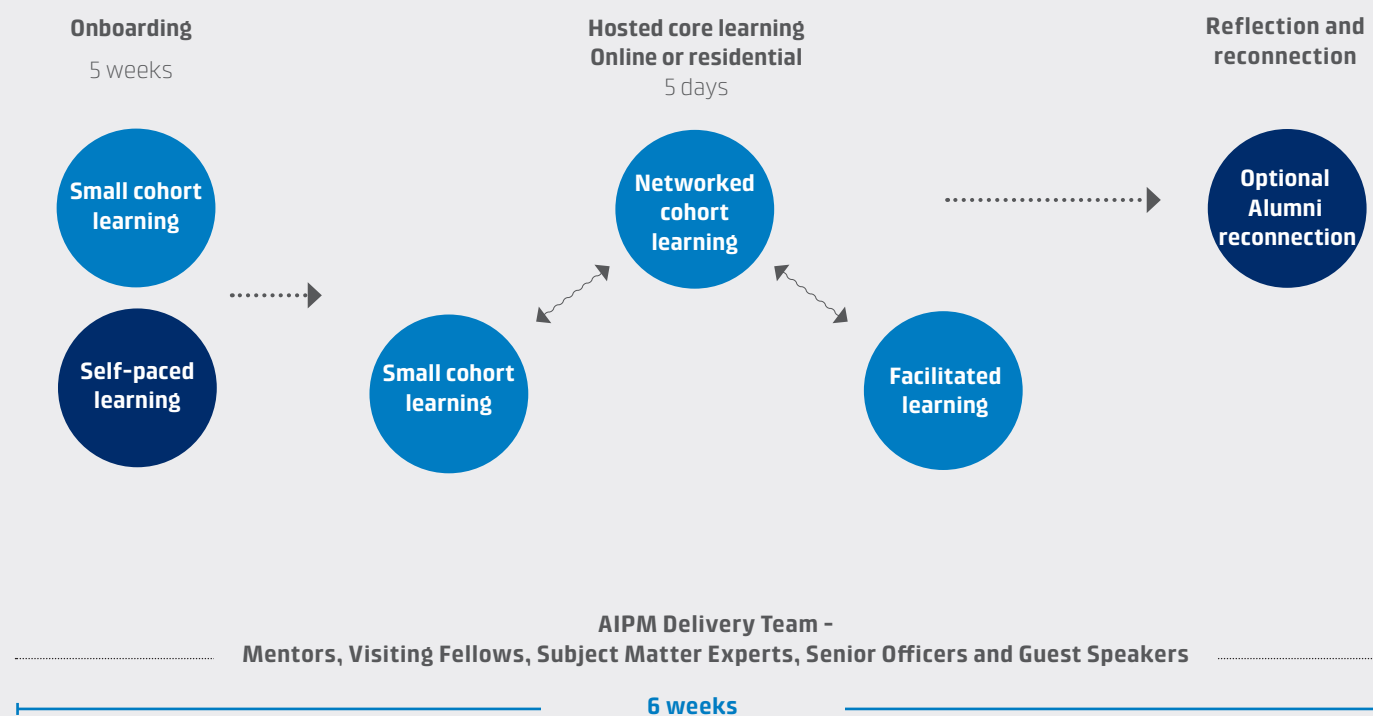 Onboarding
5 weeks
Small cohort
learning
Self-paced
learning
Hosted core learning
Online or residential
5 days
Networked
cohort
learning
Small cohort
learning
Facilitated
learning
Reflection and
reconnection
Optional
Alumni
reconnection
AIPM Delivery Team -
Mentors, Visiting Fellows, Subject Matter Experts, Senior Officers and Guest Speakers
6 weeks